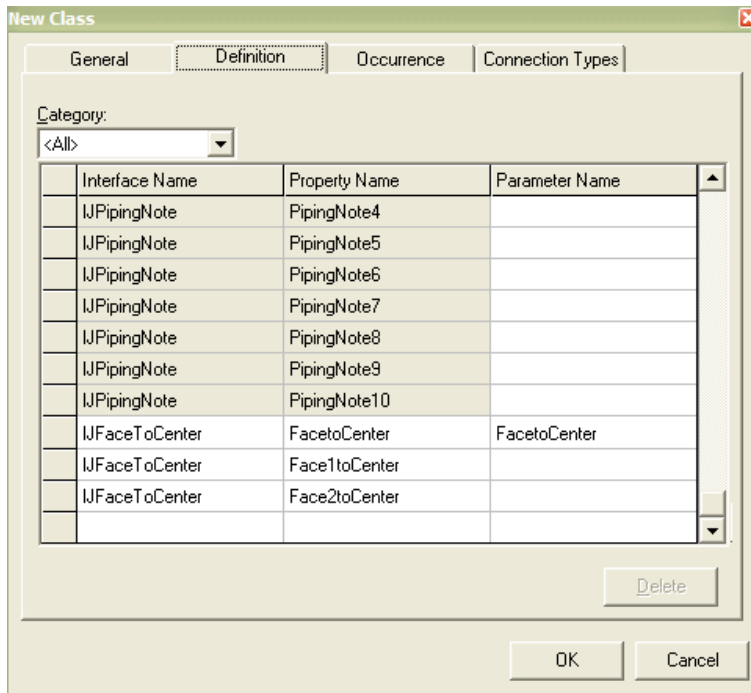 New Class
General Definition Occurrence Connection Types
Category:
<All>
Interface Name Property Name Parameter Name
IJPipingNote PipingNote4
IJPipingNote PipingNote5
IJPipingNote PipingNote6
IJPipingNote PipingNote7
IJPipingNote PipingNote8
IJPipingNote PipingNote9
IJPipingNote PipingNote10
IJFaceToCenter FacetoCenter FacetoCenter
IJFaceToCenter Face1toCenter
IJFaceToCenter Face2toCenter
Delete
OK Cancel